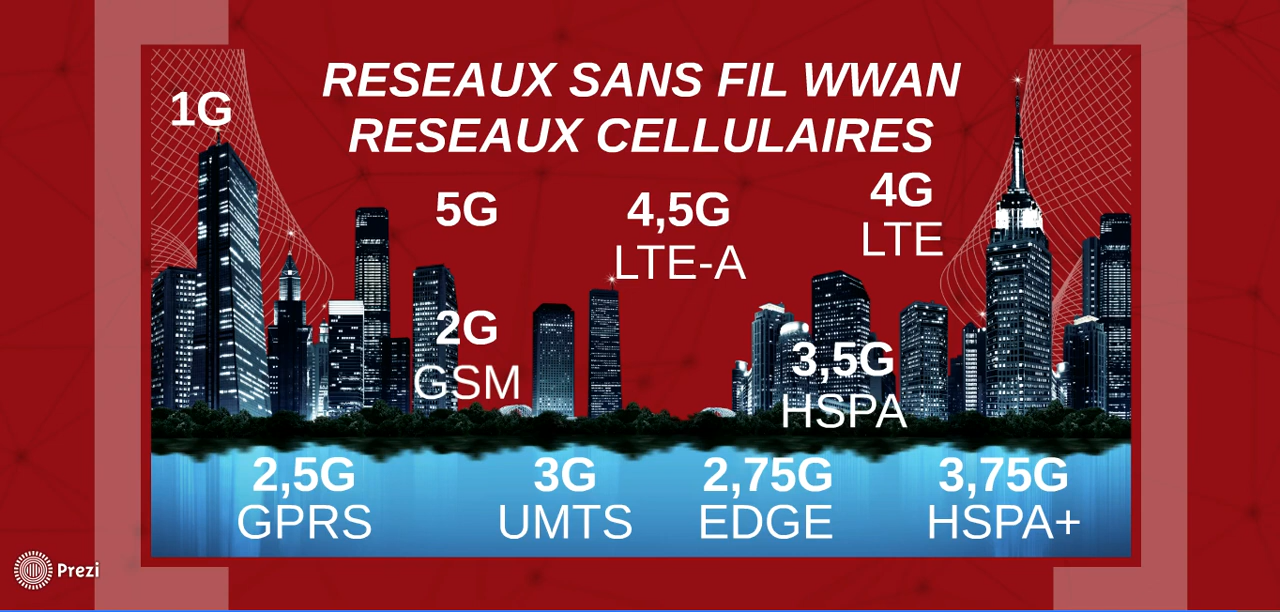 RESEAUX SANS FIL WWAN
RESEAUX CELLULAIRES
1G
5G
4,5G
LTE-A
4G
LTE
2G
GSM
3,5G
HSPA
2,5G
GPRS
3G
UMTS
2,75G
EDGE
3,75G
HSPA+
Prezi